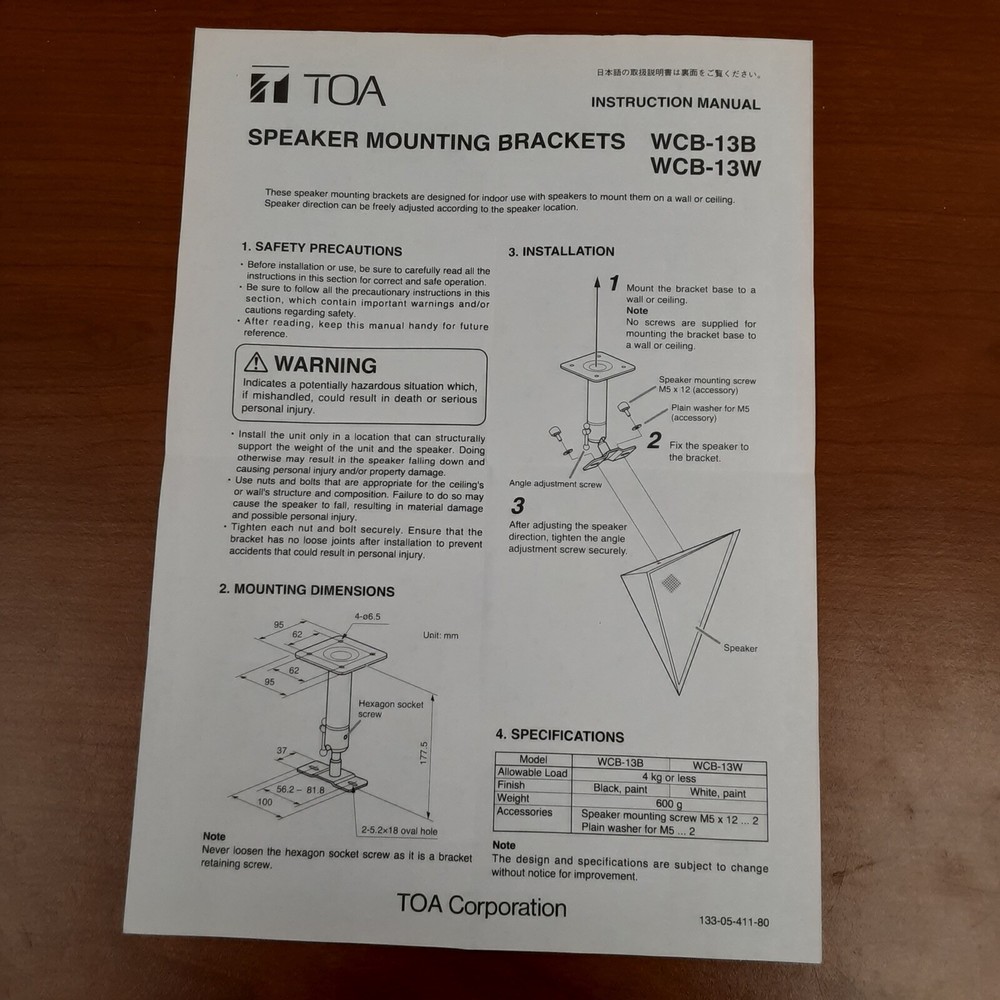 TOA
日本語の取扱説明書は裏面をご覧ください。
INSTRUCTION MANUAL
SPEAKER MOUNTING BRACKETS WCB-13B
WCB-13W
These speaker mounting brackets are designed for indoor use with speakers to mount them on a wall or ceiling.
Speaker direction can be freely adjusted according to the speaker location.
1. SAFETY PRECAUTIONS
• Before installation or use, be sure to carefully read all the
instructions in this section for correct and safe operation.
• Be sure to follow all the precautionary instructions in this
section, which contain important warnings and/or
cautions regarding safety.
• After reading, keep this manual handy for future
reference.
WARNING
Indicates a potentially hazardous situation which,
if mishandled, could result in death or serious
personal injury.
• Install the unit only in a location that can structurally
support the weight of the unit and the speaker. Doing
otherwise may result in the speaker falling down and
causing personal injury and/or property damage.
• Use nuts and bolts that are appropriate for the ceiling's
or wall's structure and composition. Failure to do so may
cause the speaker to fall, resulting in material damage
and possible personal injury.
• Tighten each nut and bolt securely. Ensure that the
bracket has no loose joints after installation to prevent
accidents that could result in personal injury.
2. MOUNTING DIMENSIONS
4-ø6.5
95
62
Unit: mm
62
95
Hexagon socket
screw
177.5
37
56.2 – 81.8
100
2-5.2×18 oval hole
Note
Never loosen the hexagon socket screw as it is a bracket
retaining screw.
3. INSTALLATION
1
Mount the bracket base to a
wall or ceiling.
Note
No screws are supplied for
mounting the bracket base to
a wall or ceiling.
Speaker mounting screw
M5 x 12 (accessory)
Plain washer for M5
(accessory)
2 Fix the speaker to
the bracket.
Angle adjustment screw
3
After adjusting the speaker
direction, tighten the angle
adjustment screw securely.
Speaker
4. SPECIFICATIONS
Model WCB-13B WCB-13W
Allowable Load 4 kg or less
Finish Black, paint White, paint
Weight 600 g
Accessories Speaker mounting screw M5 x 12 ... 2
Plain washer for M5 ... 2
Note
The design and specifications are subject to change
without notice for improvement.
TOA Corporation
133-05-411-80